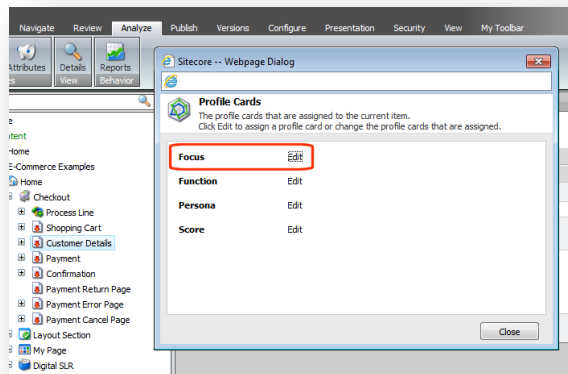 Navigate Review Analyze Publish Versions Configure Presentation Security View My Toolbar
Attributes Details Reports
View Behavior
Sitecore -- Webpage Dialog
Profile Cards
The profile cards that are assigned to the current item.
Click Edit to assign a profile card or change the profile cards that are assigned.
Focus Edit
Function Edit
Persona Edit
Score Edit
Close
Home
E-Commerce Examples
Home
Checkout
Process Line
Shopping Cart
Customer Details
Payment
Confirmation
Payment Return Page
Payment Error Page
Payment Cancel Page
Layout Section
My Page
Digital SLR